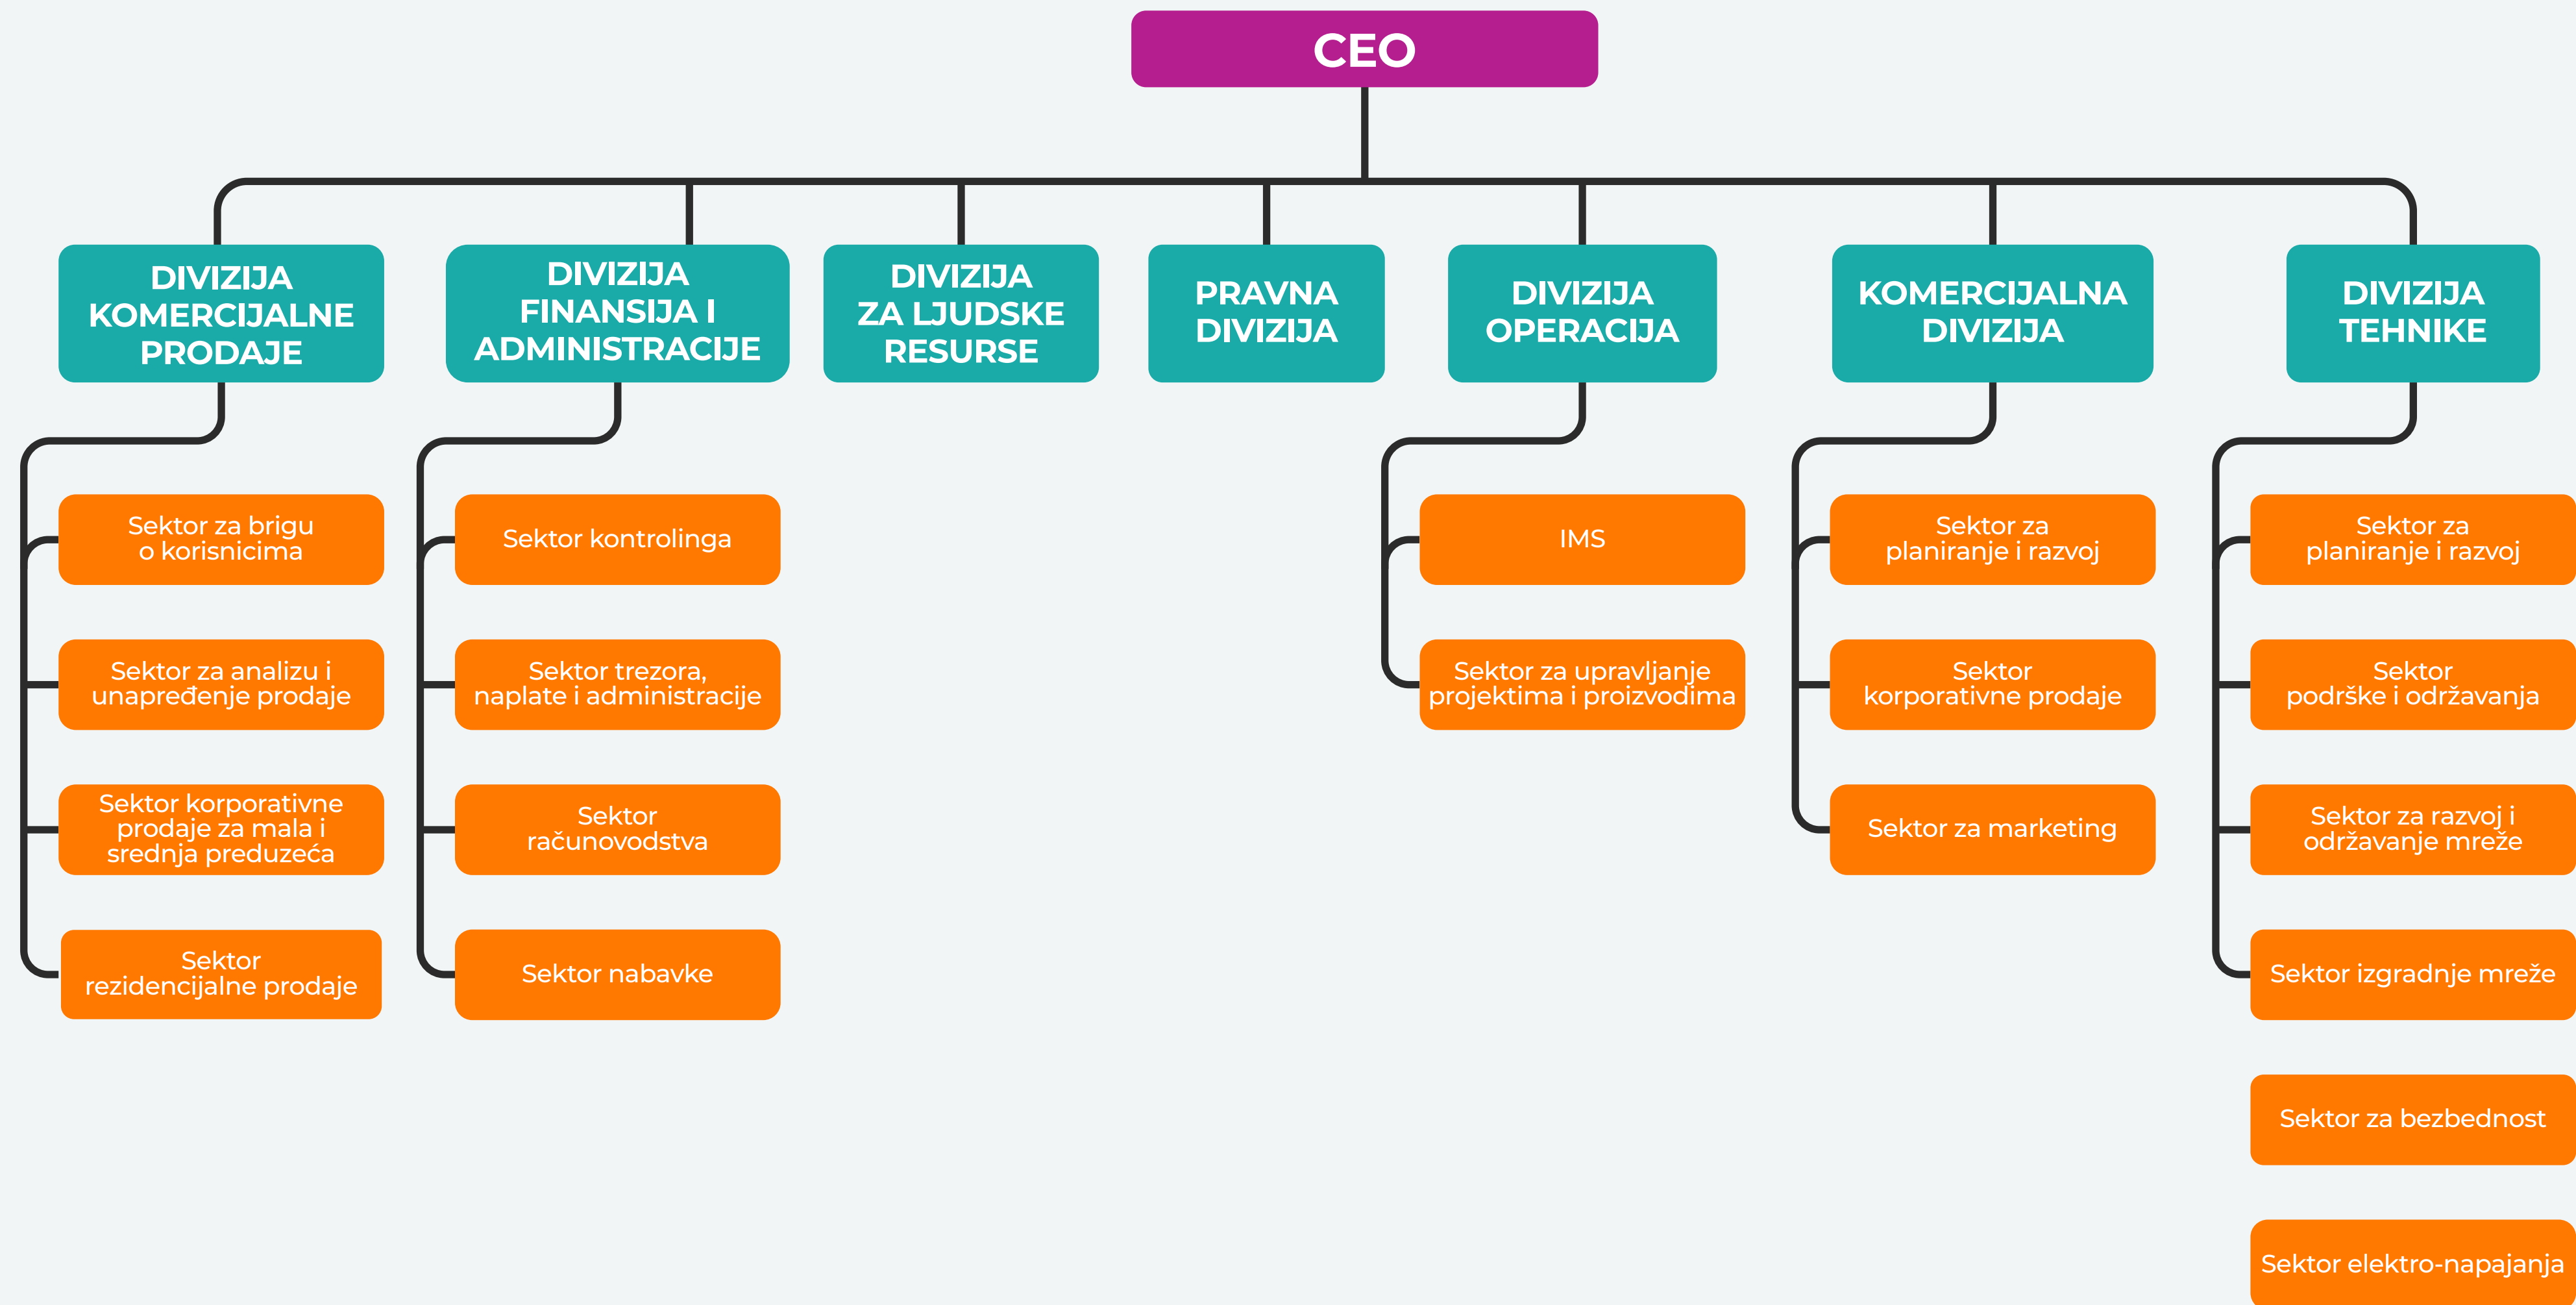 CEO
DIVIZIJA
KOMERCIJALNE
PRODAJE
DIVIZIJA
FINANSIJA I
ADMINISTRACIJE
DIVIZIJA
ZA LJUDSKE
RESURSE
PRAVNA
DIVIZIJA
DIVIZIJA
OPERACIJA
KOMERCIJALNA
DIVIZIJA
DIVIZIJA
TEHNIKE
Sektor za brigu
o korisnicima
Sektor za analizu i
unapređenje prodaje
Sektor korporativne
prodaje za mala i
srednja preduzeća
Sektor
rezidencijalne prodaje
Sektor kontrolinga
Sektor trezora,
naplate i administracije
Sektor
računovodstva
Sektor nabavke
IMS
Sektor za upravljanje
projektima i proizvodima
Sektor za
planiranje i razvoj
Sektor
korporativne prodaje
Sektor za marketing
Sektor za
planiranje i razvoj
Sektor
podrške i održavanja
Sektor za razvoj i
održavanje mreže
Sektor izgradnje mreže
Sektor za bezbednost
Sektor elektro-napajanja